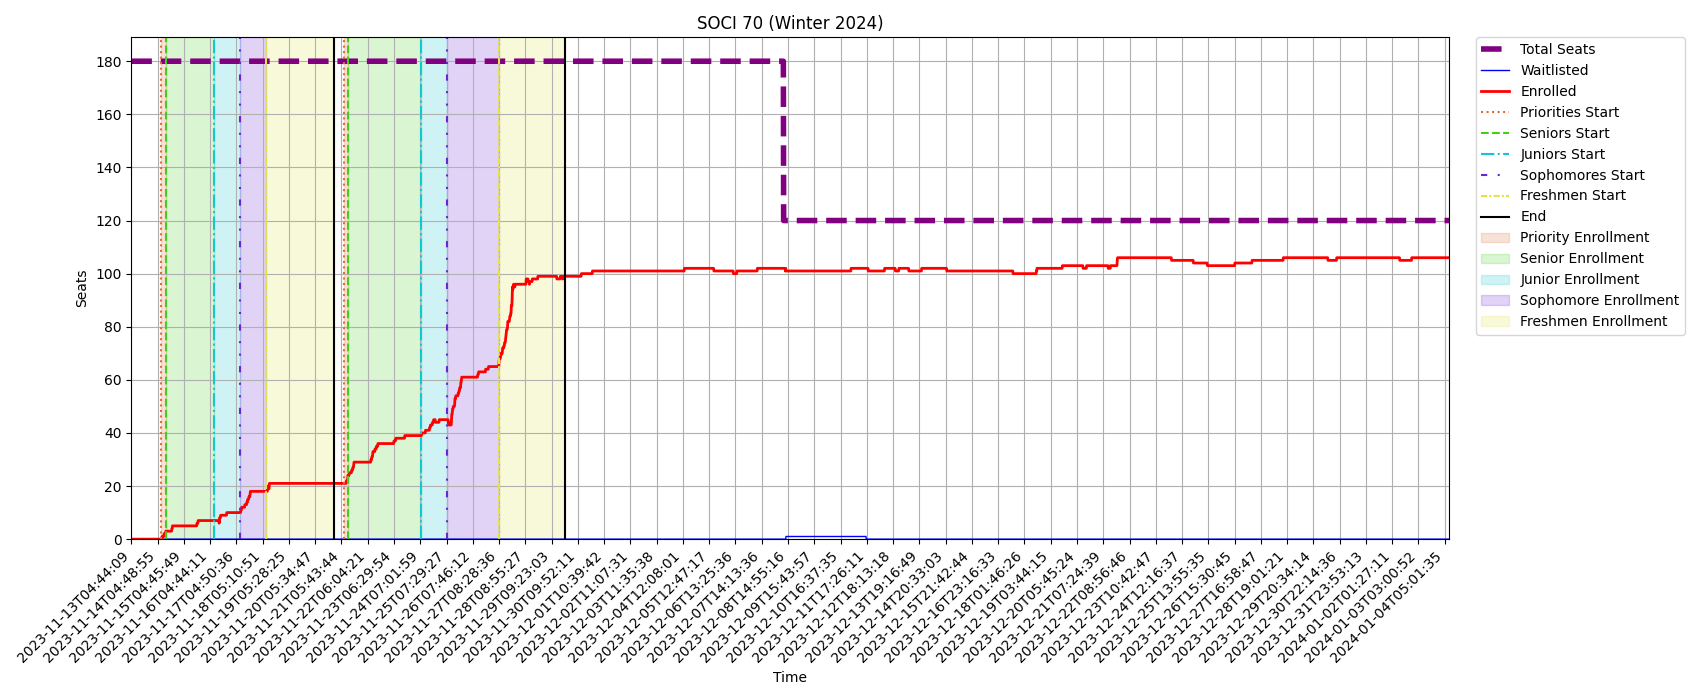 SOCI 70 (Winter 2024)
Seats
180
160
140
120
100
80
60
40
20
0
2023-11-13T04:44:09
2023-11-14T04:48:55
2023-11-15T04:45:49
2023-11-16T04:44:11
2023-11-17T04:50:36
2023-11-18T05:10:51
2023-11-19T05:28:23
2023-11-20T05:34:47
2023-11-21T05:43:44
2023-11-22T06:04:21
2023-11-23T06:29:54
2023-11-24T07:01:59
2023-11-25T07:29:27
2023-11-26T07:46:12
2023-11-27T08:28:36
2023-11-28T08:55:27
2023-11-29T09:23:03
2023-11-30T09:52:11
2023-12-01T10:39:42
2023-12-02T11:07:31
2023-12-03T11:35:38
2023-12-04T12:08:01
2023-12-05T12:47:17
2023-12-06T13:25:36
2023-12-07T14:13:36
2023-12-08T14:55:16
2023-12-09T15:43:57
2023-12-10T16:37:35
2023-12-11T17:26:11
2023-12-12T18:13:18
2023-12-13T19:16:49
2023-12-14T20:33:03
2023-12-15T21:42:44
2023-12-16T23:16:33
2023-12-18T01:46:26
2023-12-19T03:44:15
2023-12-20T05:45:24
2023-12-21T07:24:39
2023-12-22T08:56:46
2023-12-23T10:42:47
2023-12-24T12:16:37
2023-12-25T13:55:35
2023-12-26T15:30:45
2023-12-27T16:58:47
2023-12-28T19:01:21
2023-12-29T20:34:14
2023-12-30T22:14:36
2023-12-31T23:53:13
2024-01-02T01:27:11
2024-01-03T03:00:52
2024-01-04T05:01:35
Time
Total Seats
Waitlisted
Enrolled
Priorities Start
Seniors Start
Juniors Start
Sophomores Start
Freshmen Start
End
Priority Enrollment
Senior Enrollment
Junior Enrollment
Sophomore Enrollment
Freshmen Enrollment